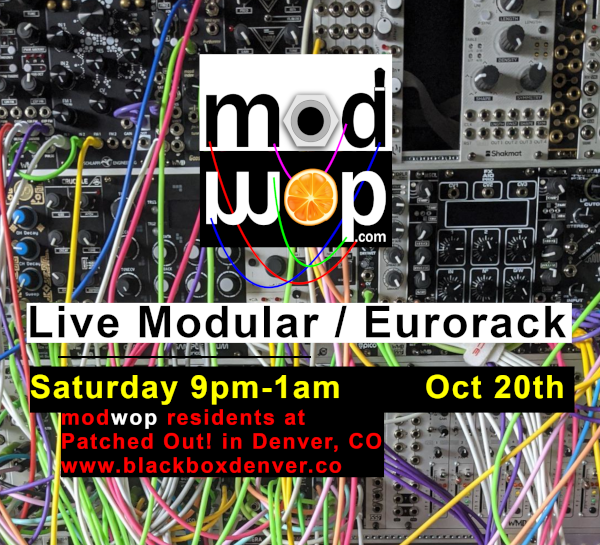 mod
wop
.com
Shakmat
Live Modular / Eurorack
Saturday 9pm-1am Oct 20th
modwop residents at
Patched Out! in Denver, CO
www.blackboxdenver.co